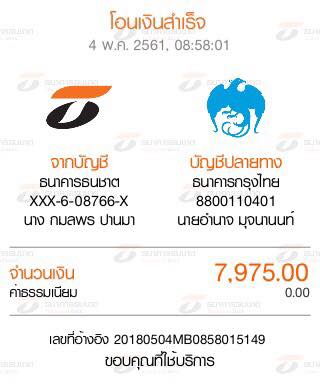 โอนเงินสำเร็จ
4 พ.ค. 2561, 08:58:01
จากบัญชี
ธนาคารธนชาต
XXX-6-08766-X
นาง กมลพร ปานมา
บัญชีปลายทาง
ธนาคารกรุงไทย
8800110401
นายอำนาจ มุจนานนท์
จำนวนเงิน 7,975.00
ค่าธรรมเนียม 0.00
เลขที่อ้างอิง 20180504MB0858015149
ขอบคุณที่ใช้บริการ